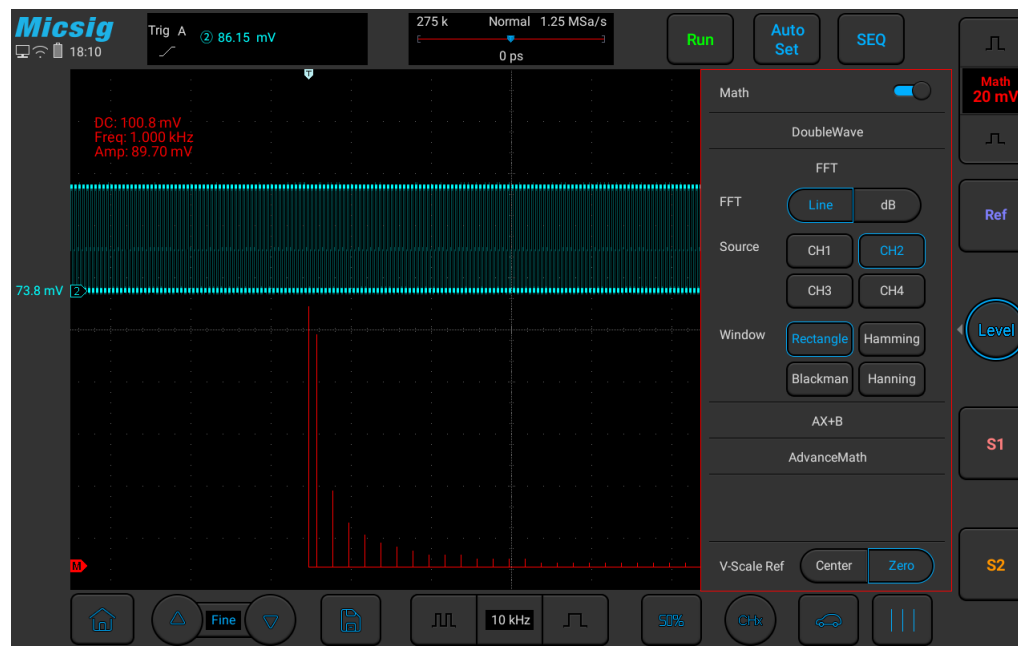 Micsig
18:10
Trig A
2 86.15 mV
275 k Normal 1.25 MSa/s
0 ps
Run
Auto Set
SEQ
Math
20 mV
T
DC: 100.8 mV
Freq: 1.000 kHz
Amp: 89.70 mV
73.8 mV 2
M
Math
DoubleWave
FFT
FFT Line dB
Source CH1 CH2
CH3 CH4
Window Rectangle Hamming
Blackman Hanning
AX+B
AdvanceMath
V-Scale Ref Center Zero
Ref
Level
S1
S2
Fine
10 kHz
50%
CHx